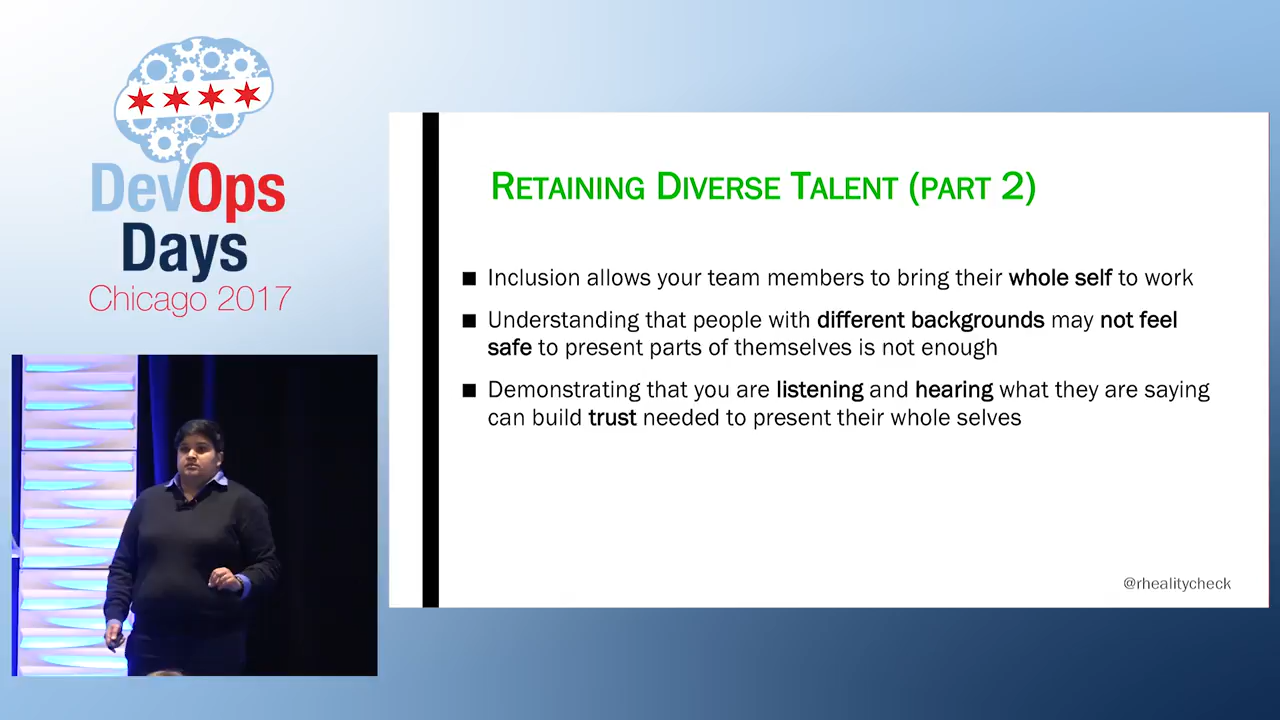 DevOps
Days
Chicago 2017
RETAINING DIVERSE TALENT (PART 2)
■ Inclusion allows your team members to bring their whole self to work
■ Understanding that people with different backgrounds may not feel
safe to present parts of themselves is not enough
■ Demonstrating that you are listening and hearing what they are saying
can build trust needed to present their whole selves
@rhealitycheck